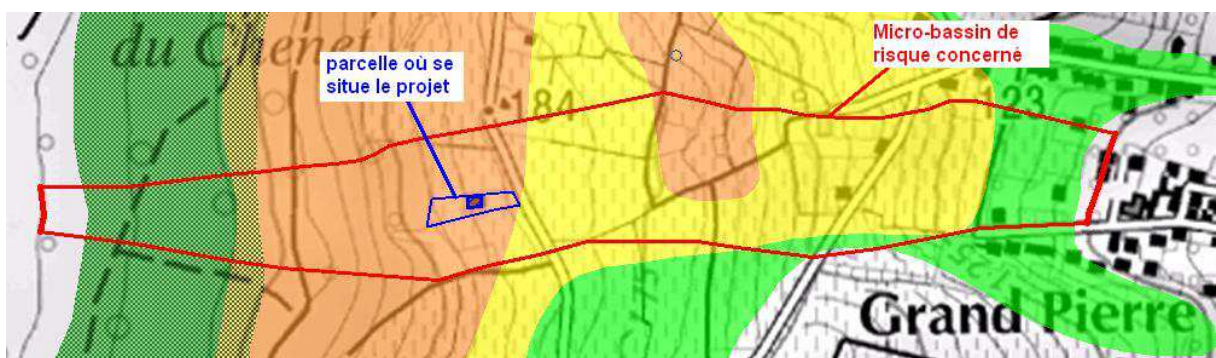 du Chenet
parcelle où se
situe le projet
184
Micro-bassin de
risque concerné
123
Grand Pierre